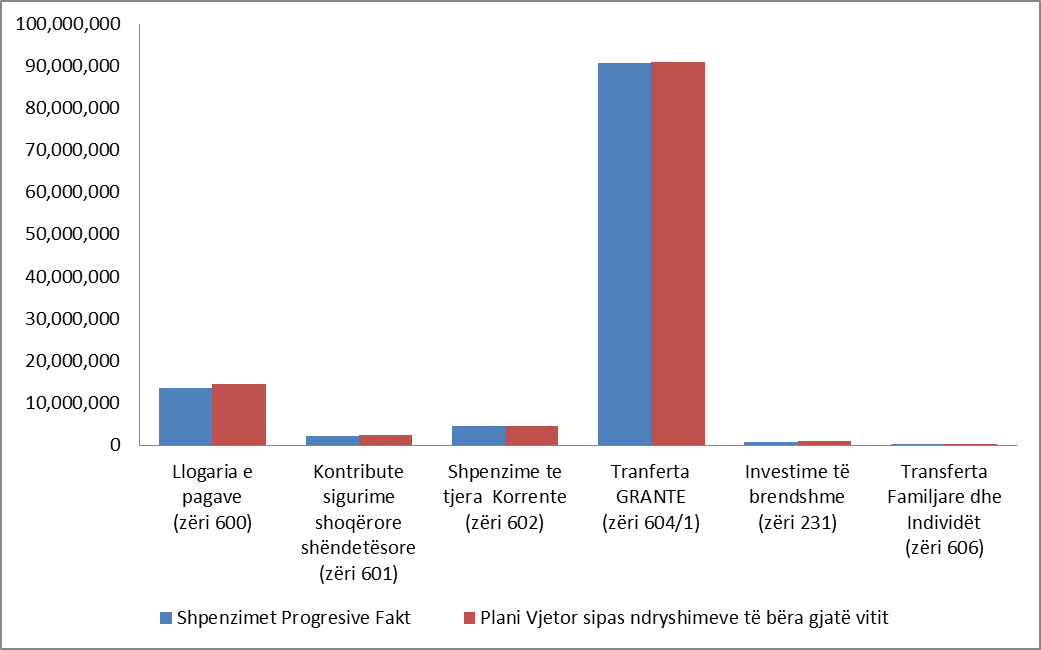 100,000,000
90,000,000
80,000,000
70,000,000
60,000,000
50,000,000
40,000,000
30,000,000
20,000,000
10,000,000
0
Llogaria e
pagave
(zëri 600)
Kontribute
sigurime
shoqërore
shëndetësore
(zëri 601)
Shpenzime te
tjera Korrente
(zëri 602)
Tranferta
GRANTE
(zëri 604/1)
Investime të
brendshme
(zëri 231)
Transferta
Familjare dhe
Individët
(zëri 606)
Shpenzimet Progresive Fakt
Plani Vjetor sipas ndryshimeve të bëra gjatë vitit